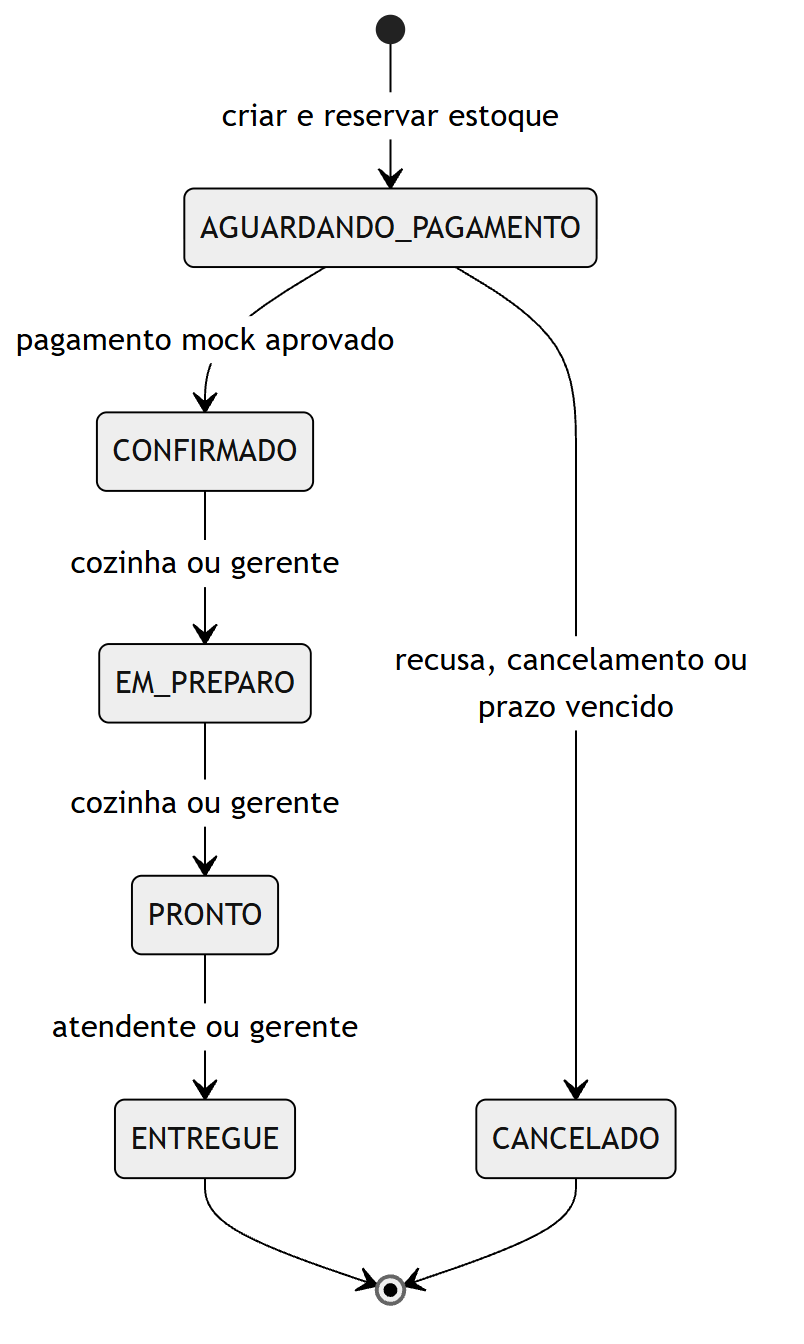 criar e reservar estoque
AGUARDANDO_PAGAMENTO
pagamento mock aprovado
CONFIRMADO
cozinha ou gerente
EM_PREPARO
recusa, cancelamento ou
prazo vencido
cozinha ou gerente
PRONTO
atendente ou gerente
ENTREGUE
CANCELADO